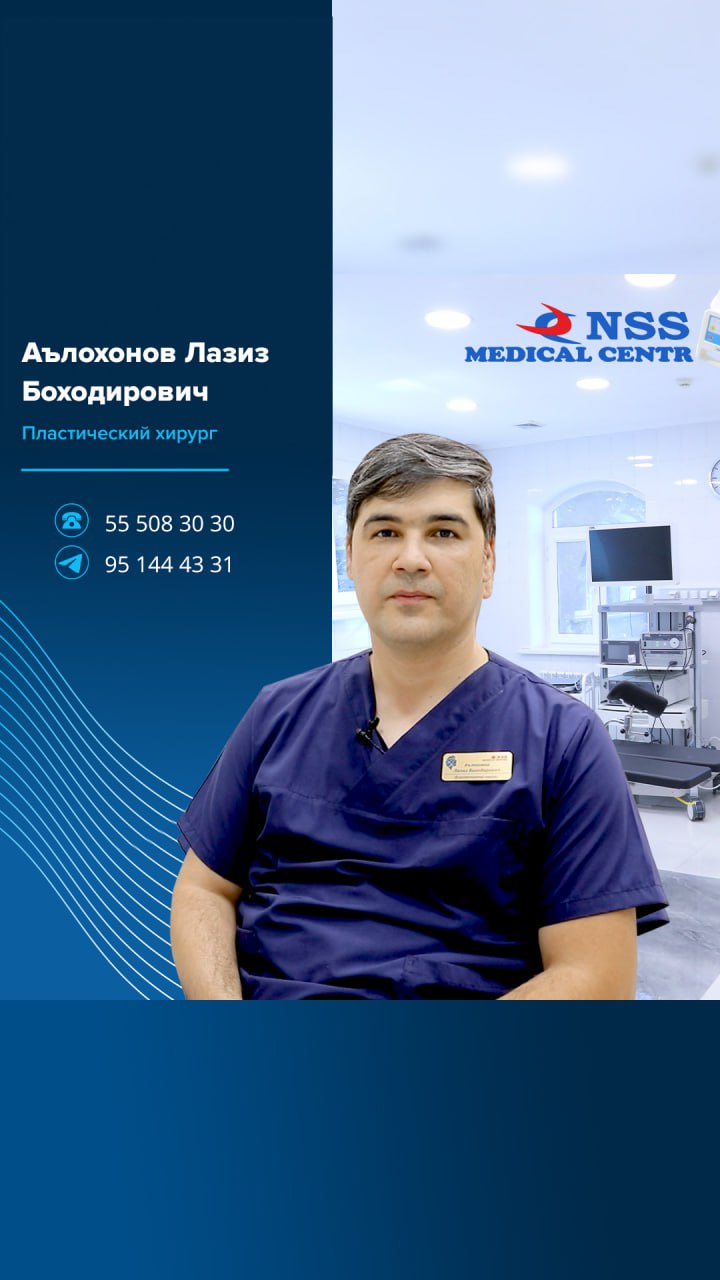 Аълохонов Лазиз
Боходирович
Пластический хирург
55 508 30 30
95 144 43 31
NSS
MEDICAL CENTR